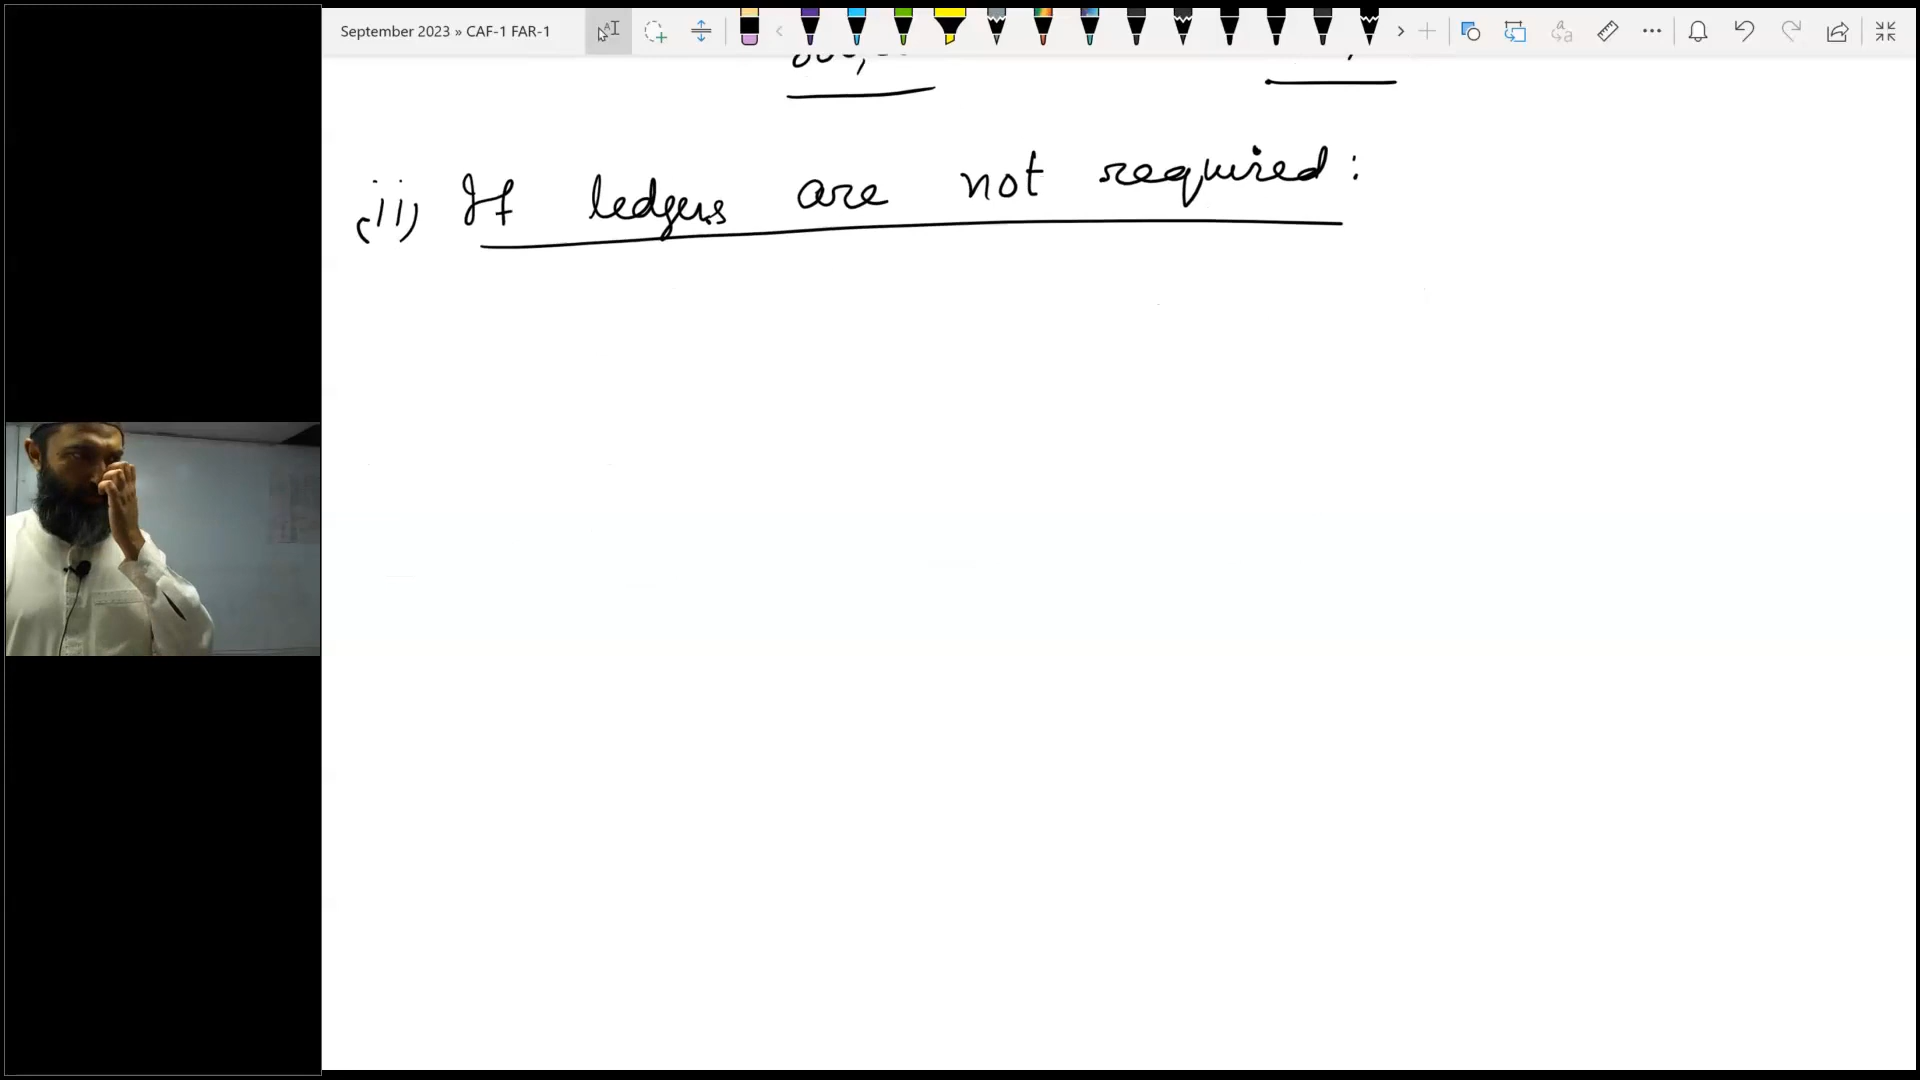 September 2023 » CAF-1 FAR-1
(ii) If ledgers are not required: